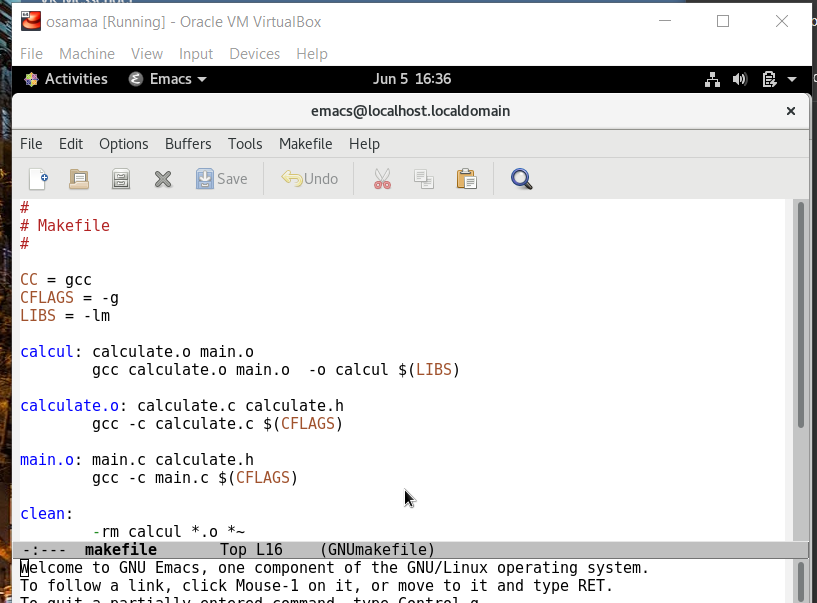 osamaa [Running] - Oracle VM VirtualBox
File Machine View Input Devices Help
Activities Emacs Jun 5 16:36
emacs@localhost.localdomain
File Edit Options Buffers Tools Makefile Help
Save Undo
#
# Makefile
#
CC = gcc
CFLAGS = -g
LIBS = -lm
calcul: calculate.o main.o
gcc calculate.o main.o  -o calcul $(LIBS)
calculate.o: calculate.c calculate.h
gcc -c calculate.c $(CFLAGS)
main.o: main.c calculate.h
gcc -c main.c $(CFLAGS)
clean:
-rm calcul *.o *~
-:--- makefile Top L16 (GNUmakefile)
Welcome to GNU Emacs, one component of the GNU/Linux operating system.
To follow a link, click Mouse-1 on it, or move to it and type RET.
To quit a partially entered command, type Control-g.